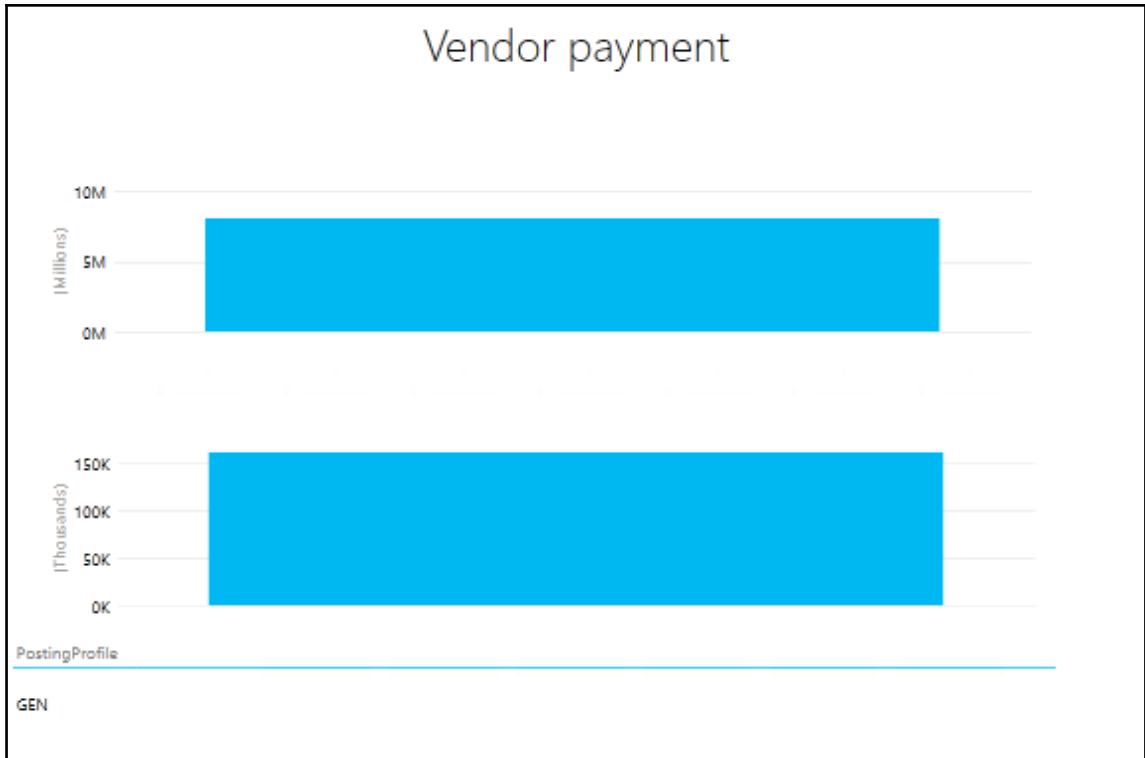 Vendor payment
10M
(Millions)
5M
0M
150K
(Thousands)
100K
50K
0K
PostingProfile
GEN